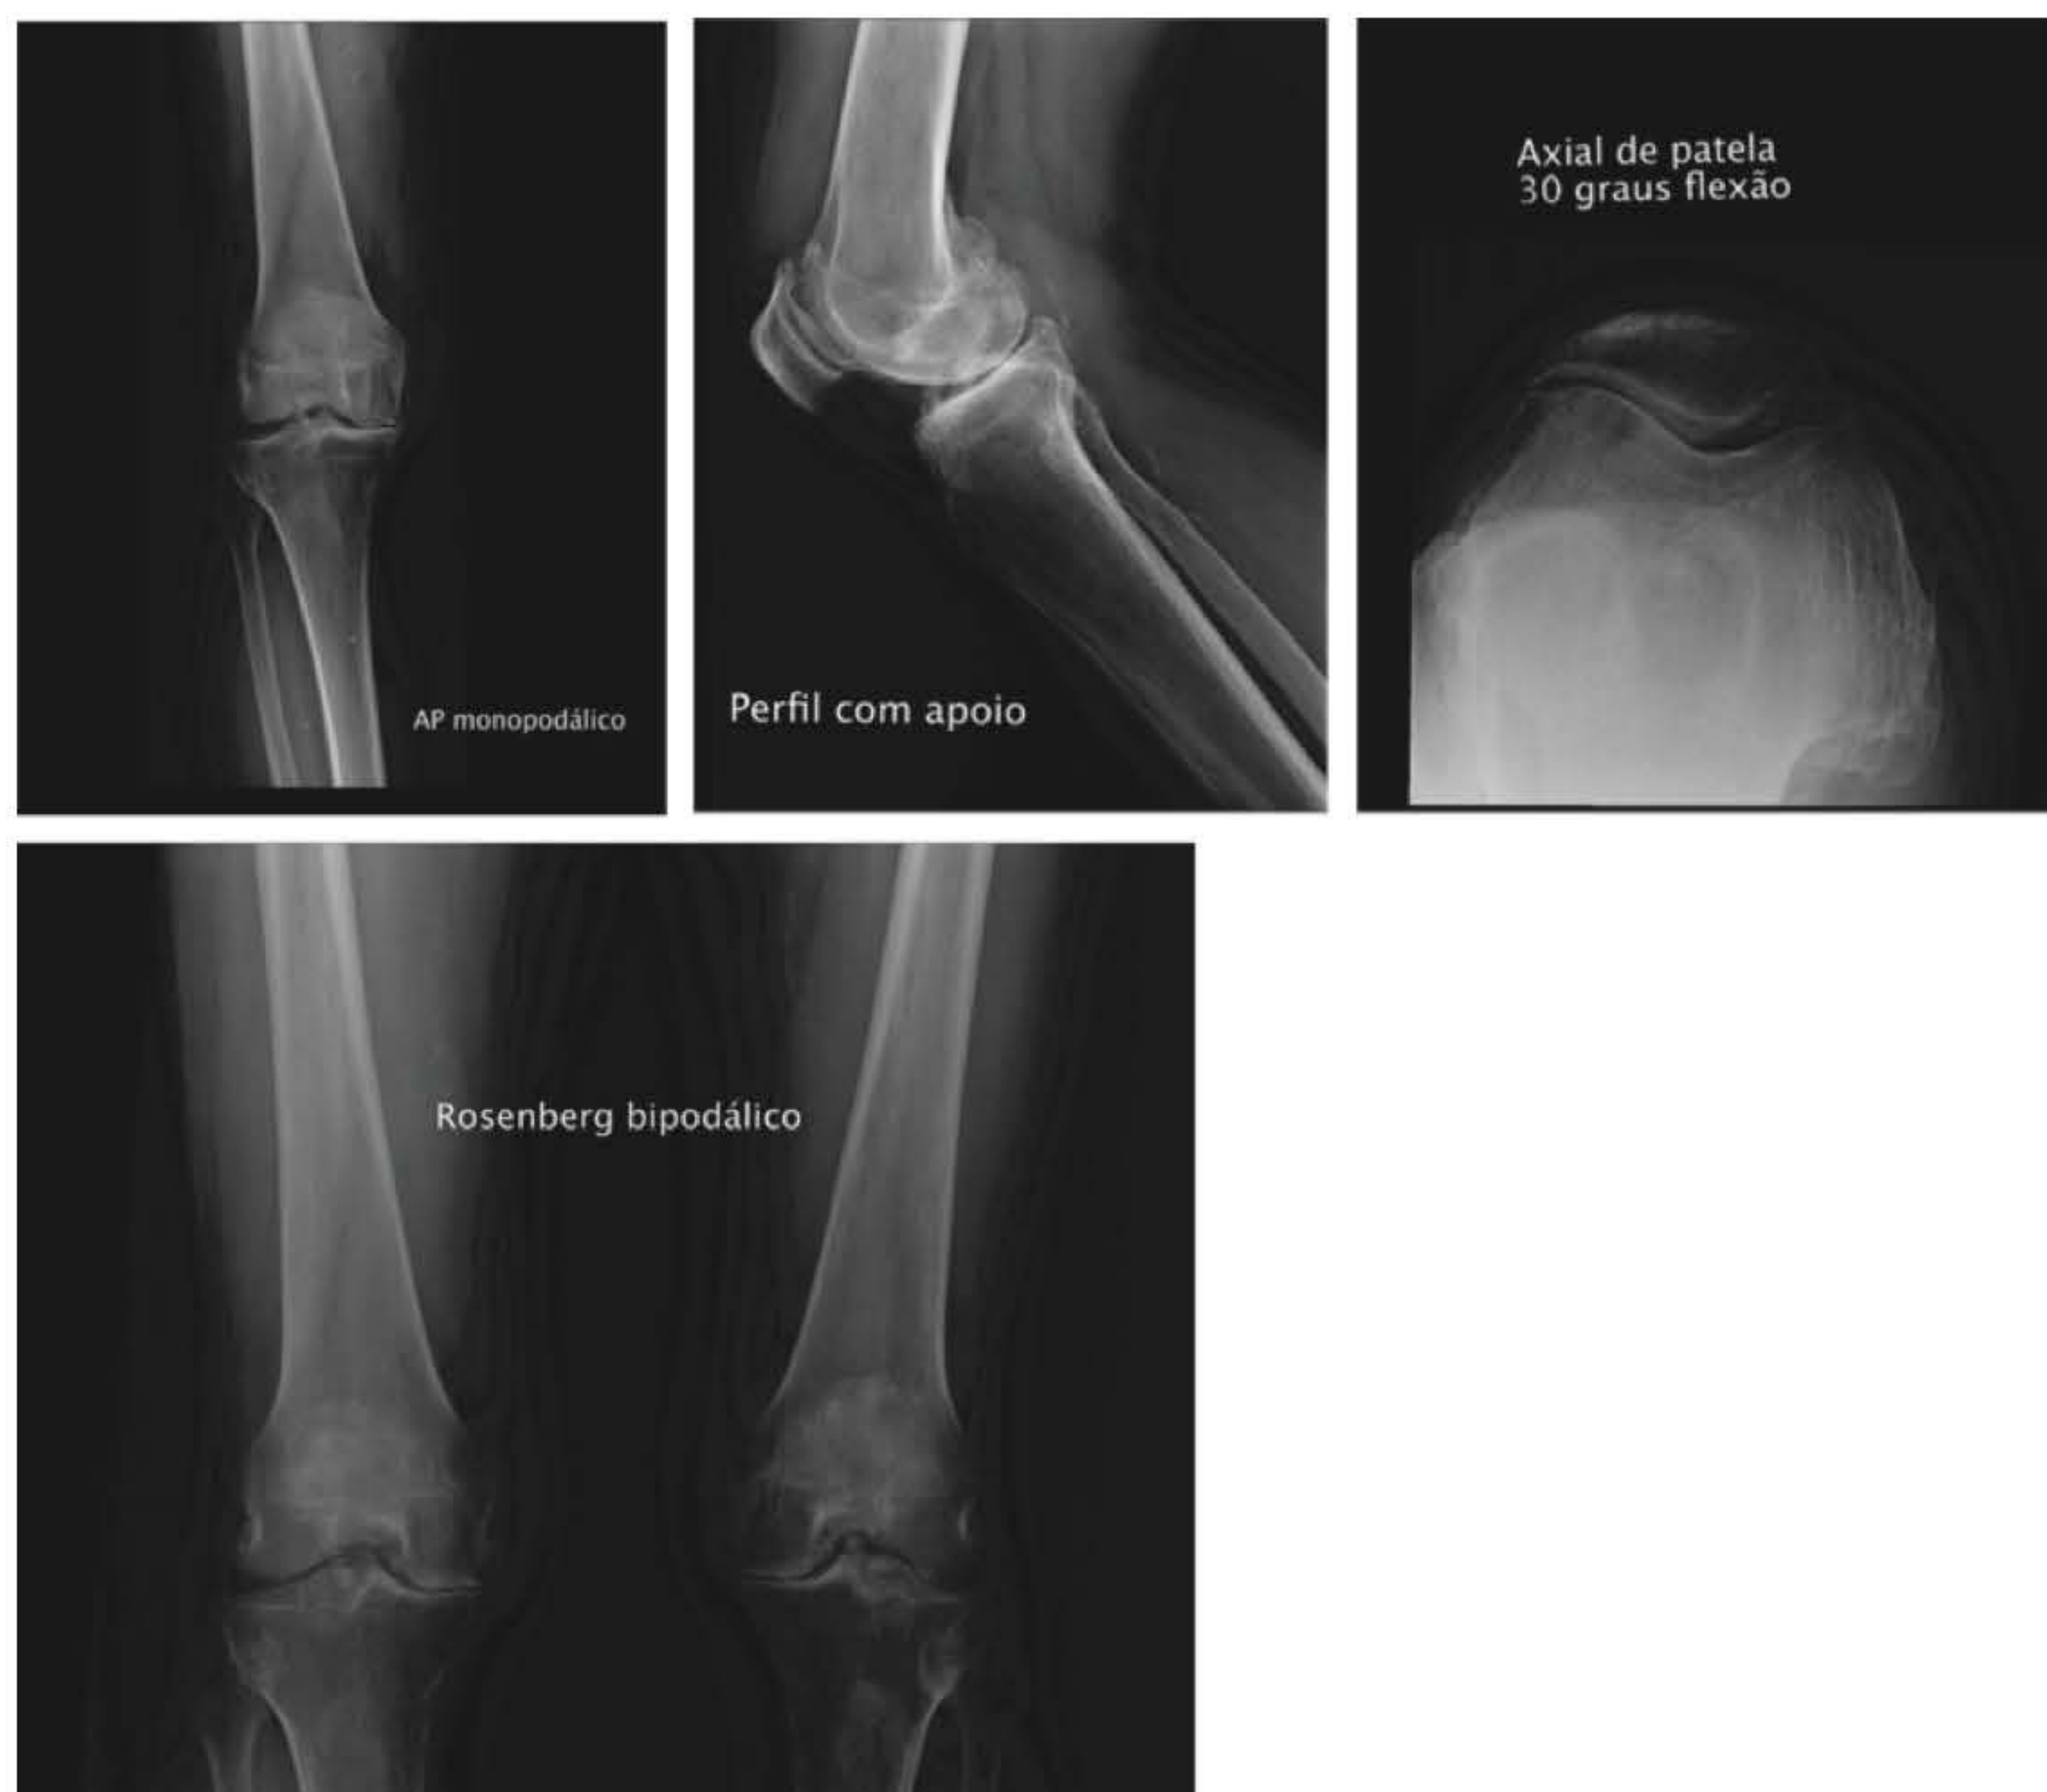 AP monopodálico
Perfil com apoio
Axial de patela
30 graus flexão
Rosenberg bipodálico